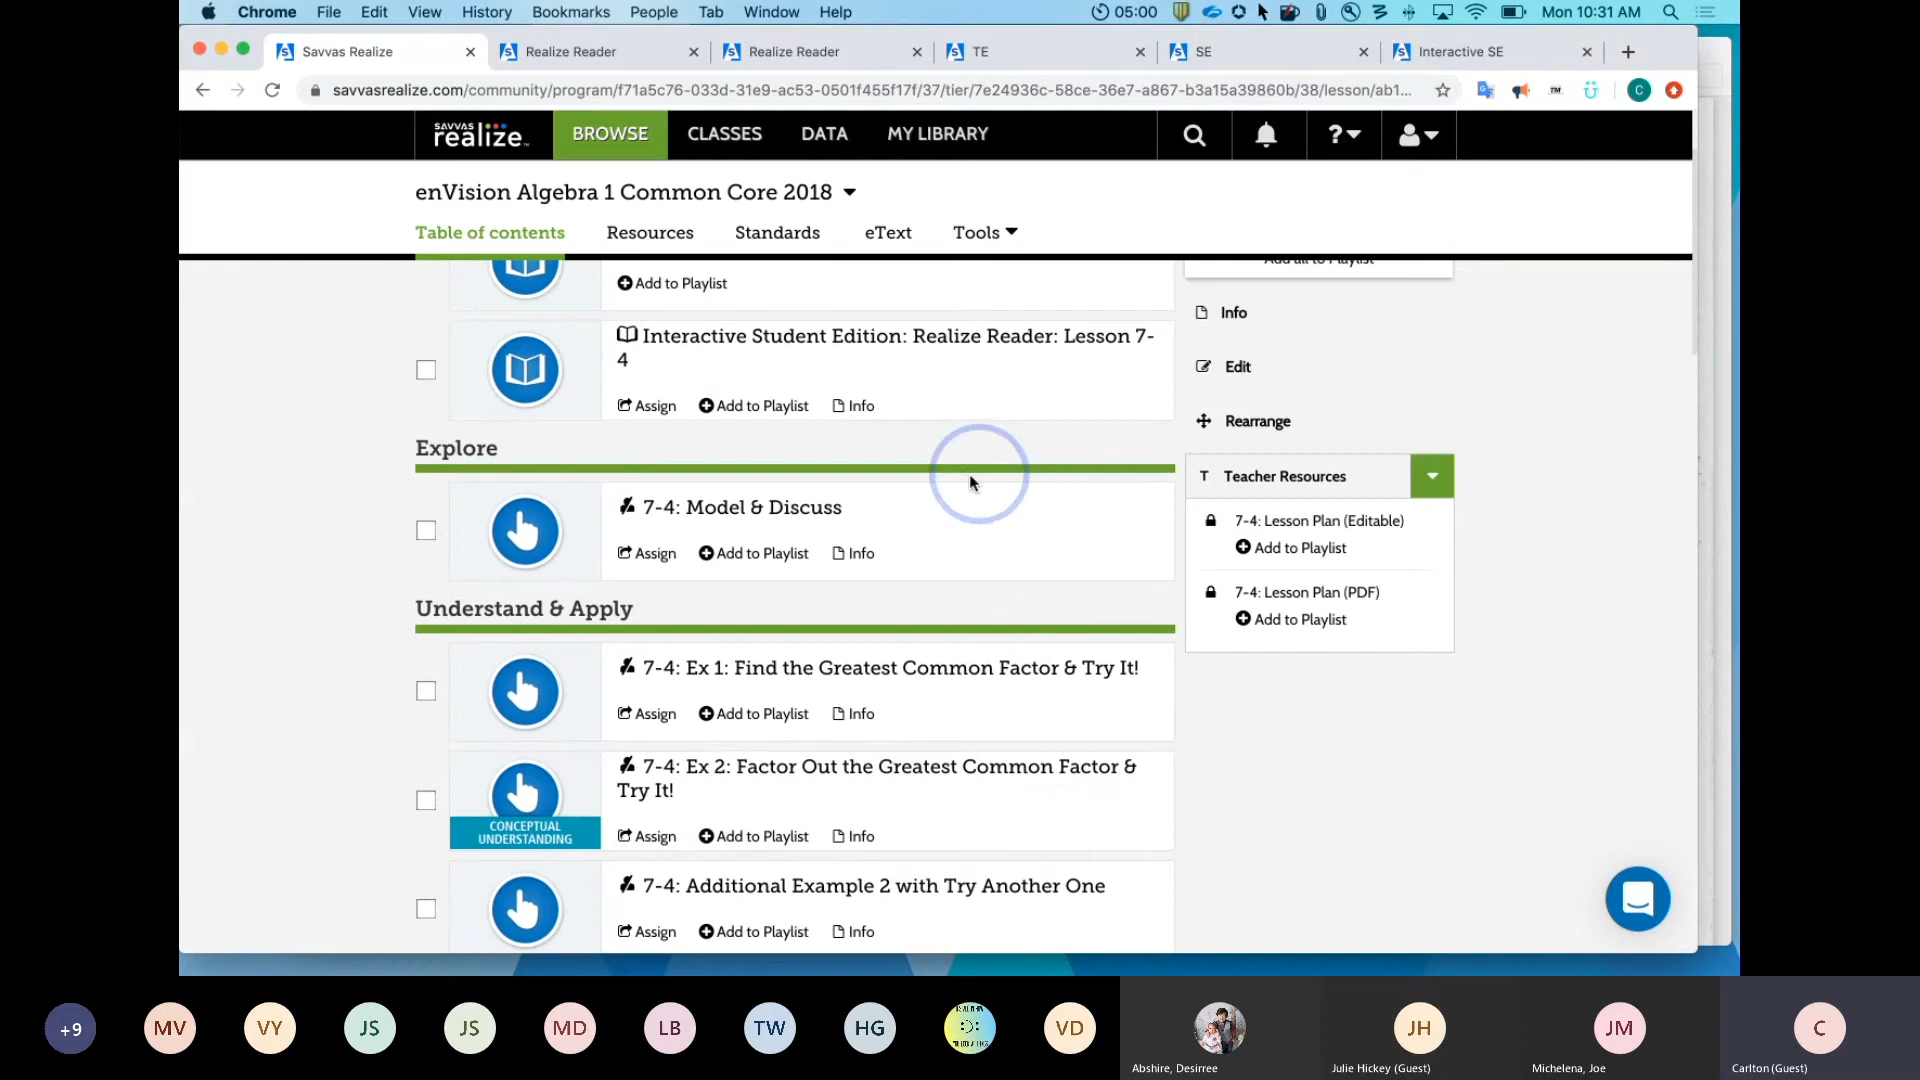 Chrome File Edit View History Bookmarks People Tab Window Help 05:00 Mon 10:31 AM
Savvas Realize Realize Reader Realize Reader TE SE Interactive SE
savvasrealize.com/community/program/f71a5c76-033d-31e9-ac53-0501f455f17f/37/tier/7e24936c-58ce-36e7-a867-b3a15a39860b/38/lesson/ab1... C
SAVVAS realize BROWSE CLASSES DATA MY LIBRARY ?
enVision Algebra 1 Common Core 2018
Table of contents Resources Standards eText Tools
Add all to Playlist
Add to Playlist
Info
Interactive Student Edition: Realize Reader: Lesson 7-
4
Edit
Assign Add to Playlist Info
Rearrange
Explore
T Teacher Resources
7-4: Model & Discuss
7-4: Lesson Plan (Editable)
Add to Playlist
Assign Add to Playlist Info
7-4: Lesson Plan (PDF)
Add to Playlist
Understand & Apply
7-4: Ex 1: Find the Greatest Common Factor & Try It!
Assign Add to Playlist Info
7-4: Ex 2: Factor Out the Greatest Common Factor &
Try It!
CONCEPTUAL
UNDERSTANDING
Assign Add to Playlist Info
7-4: Additional Example 2 with Try Another One
Assign Add to Playlist Info
+9 MV VY JS JS MD LB TW HG VD JH JM C
Abshire, Desirree Julie Hickey (Guest) Michelena, Joe Carlton (Guest)